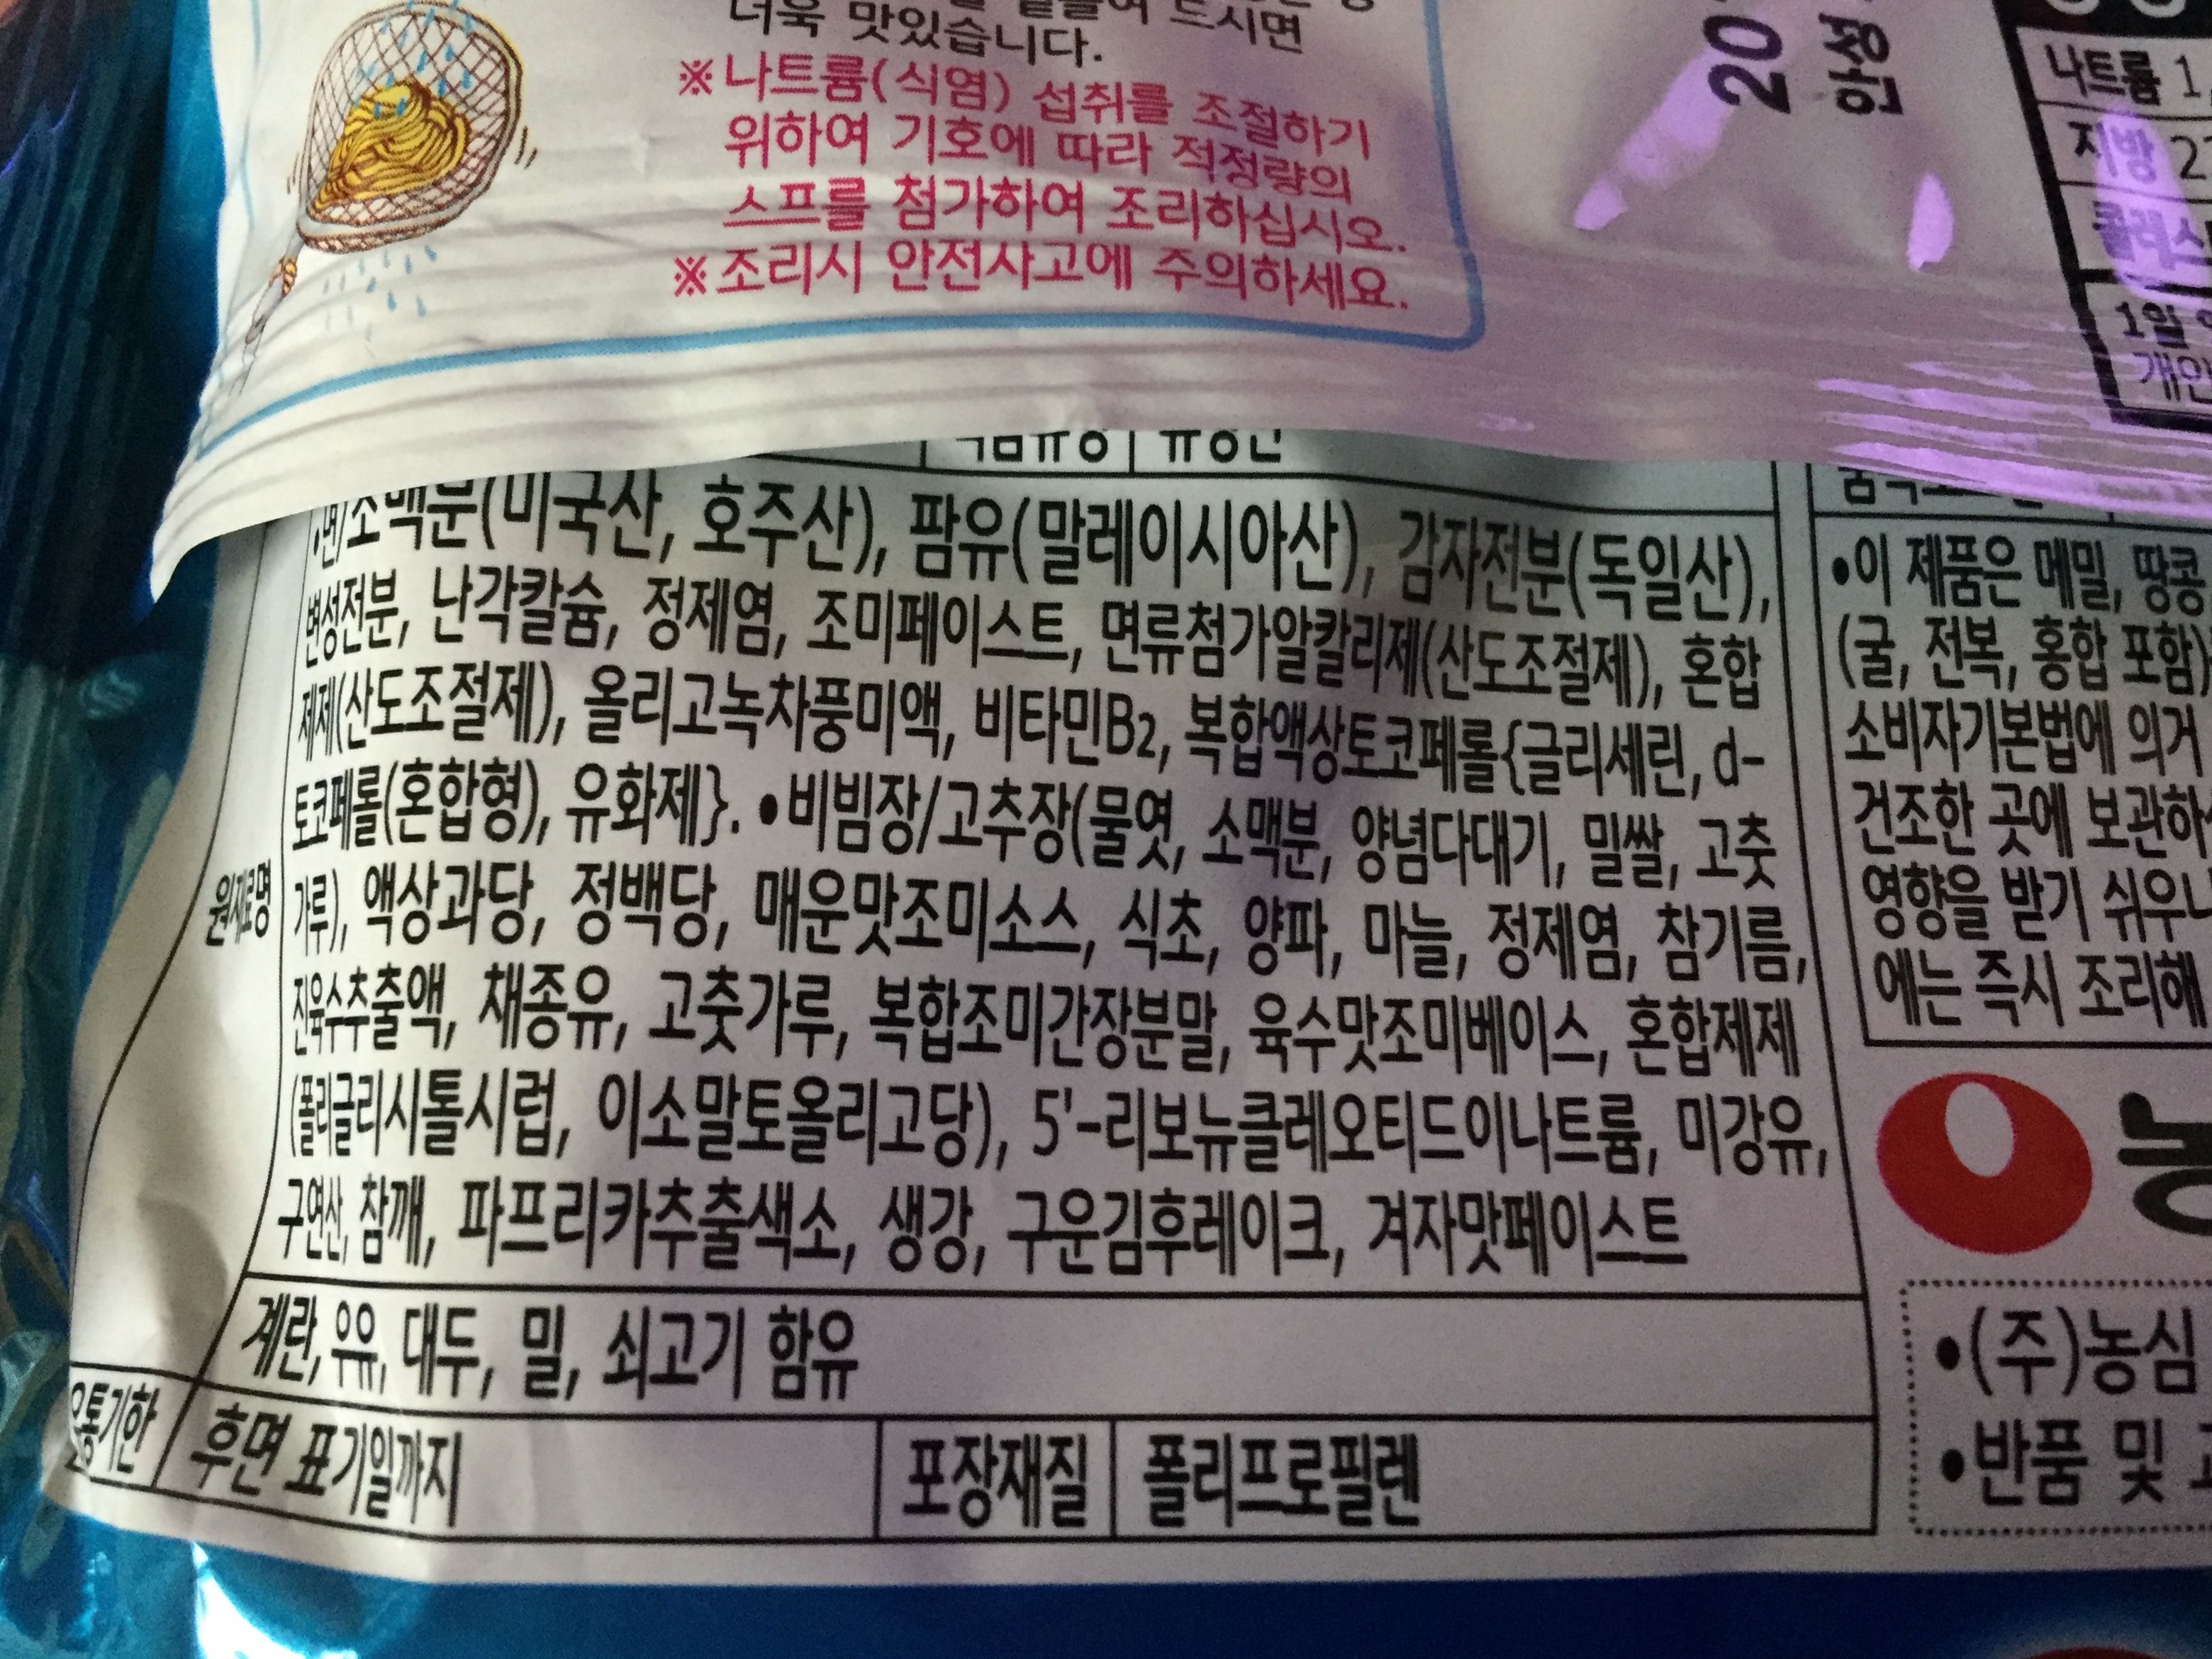 너욱 맛있습니다.
드시면
※나트륨(식염) 섭취를 조절하기
위하여 기호에 따라 적정량의
스프를 첨가하여 조리하십시오.
※조리시 안전사고에 주의하세요.
20
안성
나트륨 1,
지방 2
콜레스
1일
개인
•면/소맥분(미국산, 호주산), 팜유(말레이시아산), 감자전분(독일산),
변성전분, 난각칼슘, 정제염, 조미페이스트, 면류첨가알칼리제(산도조절제), 혼합
제제(산도조절제), 올리고녹차풍미액, 비타민B₂, 복합액상토코페롤{글리세린, d-
토코페롤(혼합형), 유화제}. •비빔장/고추장(물엿, 소맥분, 양념다대기, 밀쌀, 고춧
가루), 액상과당, 정백당, 매운맛조미소스, 식초, 양파, 마늘, 정제염, 참기름,
진육수추출액, 채종유, 고춧가루, 복합조미간장분말, 육수맛조미베이스, 혼합제제
(폴리글리시톨시럽, 이소말토올리고당), 5'-리보뉴클레오티드이나트륨, 미강유,
구연산, 참깨, 파프리카추출색소, 생강, 구운김후레이크, 겨자맛페이스트
원재료명
계란, 우유, 대두, 밀, 쇠고기 함유
유통기한 후면 표기일까지 포장재질 폴리프로필렌
•이 제품은 메밀, 땅콩
(굴, 전복, 홍합 포함)
소비자기본법에 의거
건조한 곳에 보관하
영향을 받기 쉬우니
에는 즉시 조리해
농
•(주)농심
•반품 및